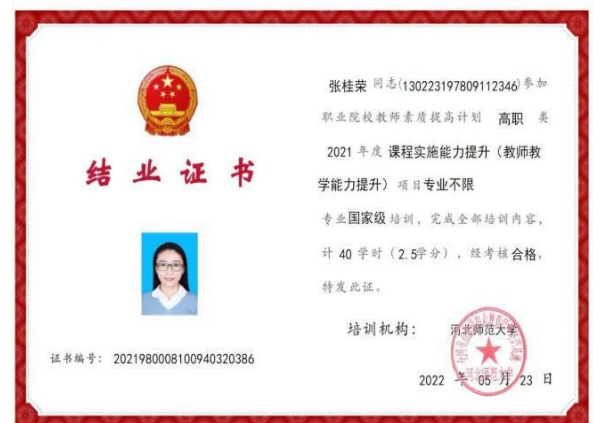 结业证书
证书编号： 2021980008100940320386
张桂荣 同志(130223197809112346)参加
职业院校教师素质提高计划 高职 类
2021 年度 课程实施能力提升（教师教
学能力提升） 项目专业不限
专业国家级培训，完成全部培训内容，
计 40 学时（2.5学分），经考核合格，
特发此证。
培训机构： 河北师范大学
2022 年 05 月 23 日